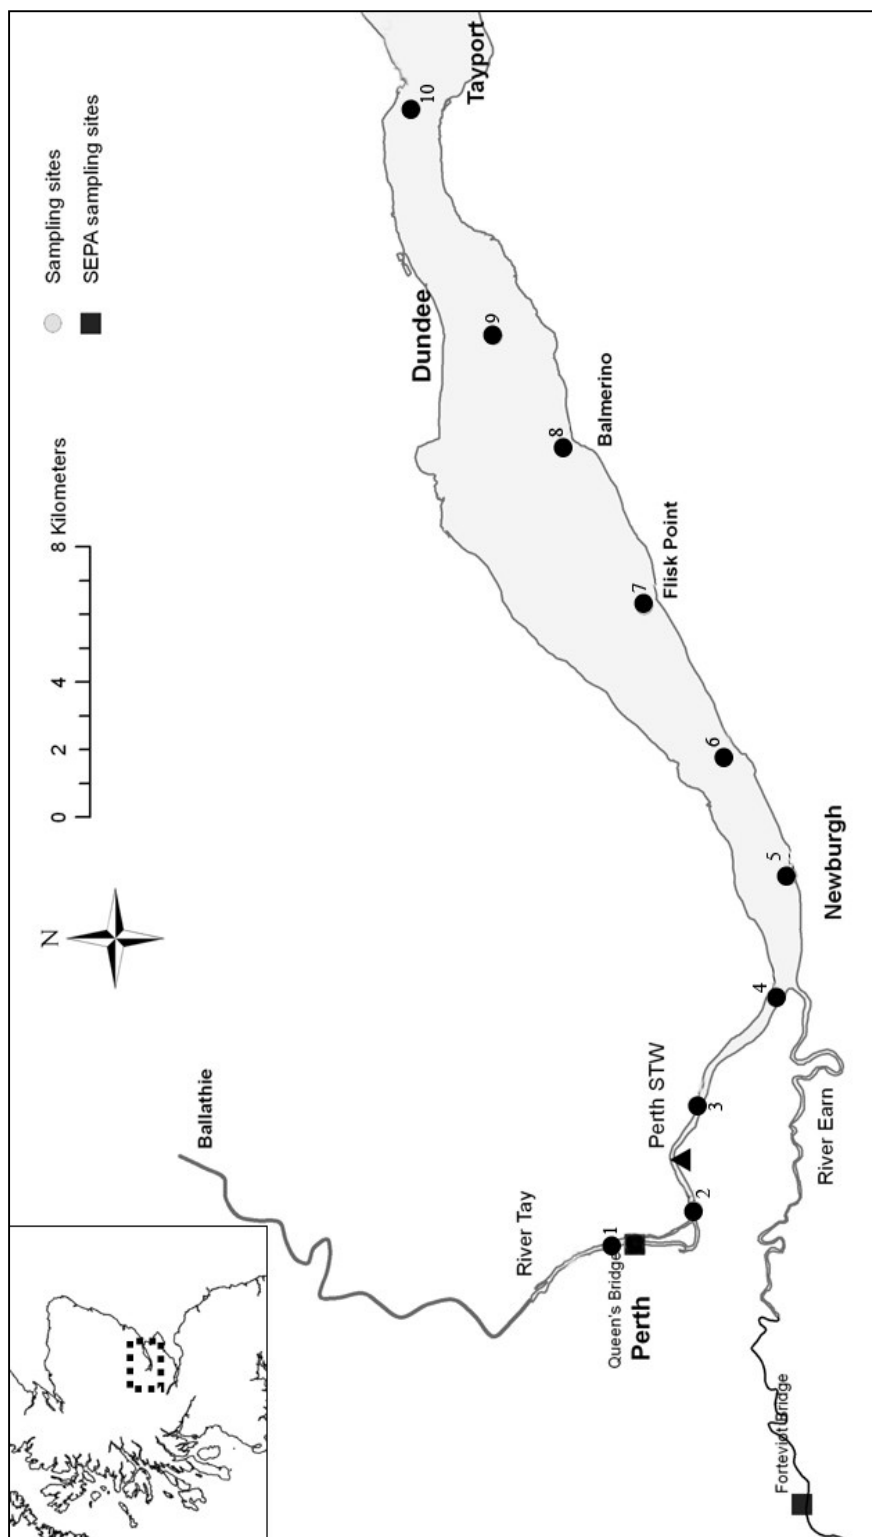 N
0 2 4 8 Kilometers
Sampling sites
SEPA sampling sites
Ballathie
River Tay
Queen's Bridge
Perth
Perth STW
River Earn
Forteviot Bridge
Newburgh
Flisk Point
Balmerino
Dundee
Tayport
1
2
3
4
5
6
7
8
9
10